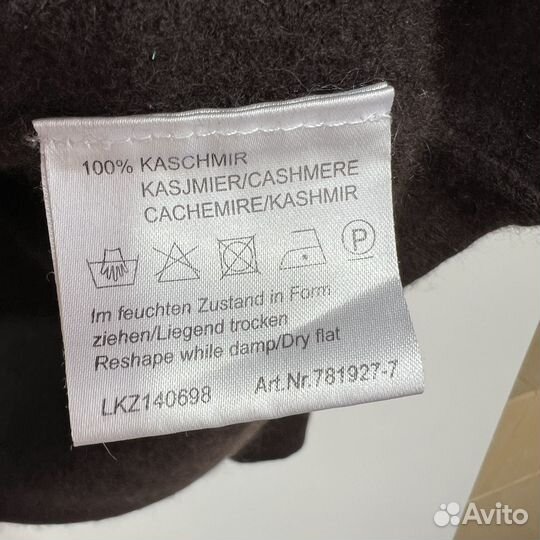 100% KASCHMIR
KASJMIER/CASHMERE
CACHEMIRE/KASHMIR
P
Im feuchten Zustand in Form
ziehen/Liegend trocken
Reshape while damp/Dry flat
LKZ140698 Art.Nr.781927-7
Avito